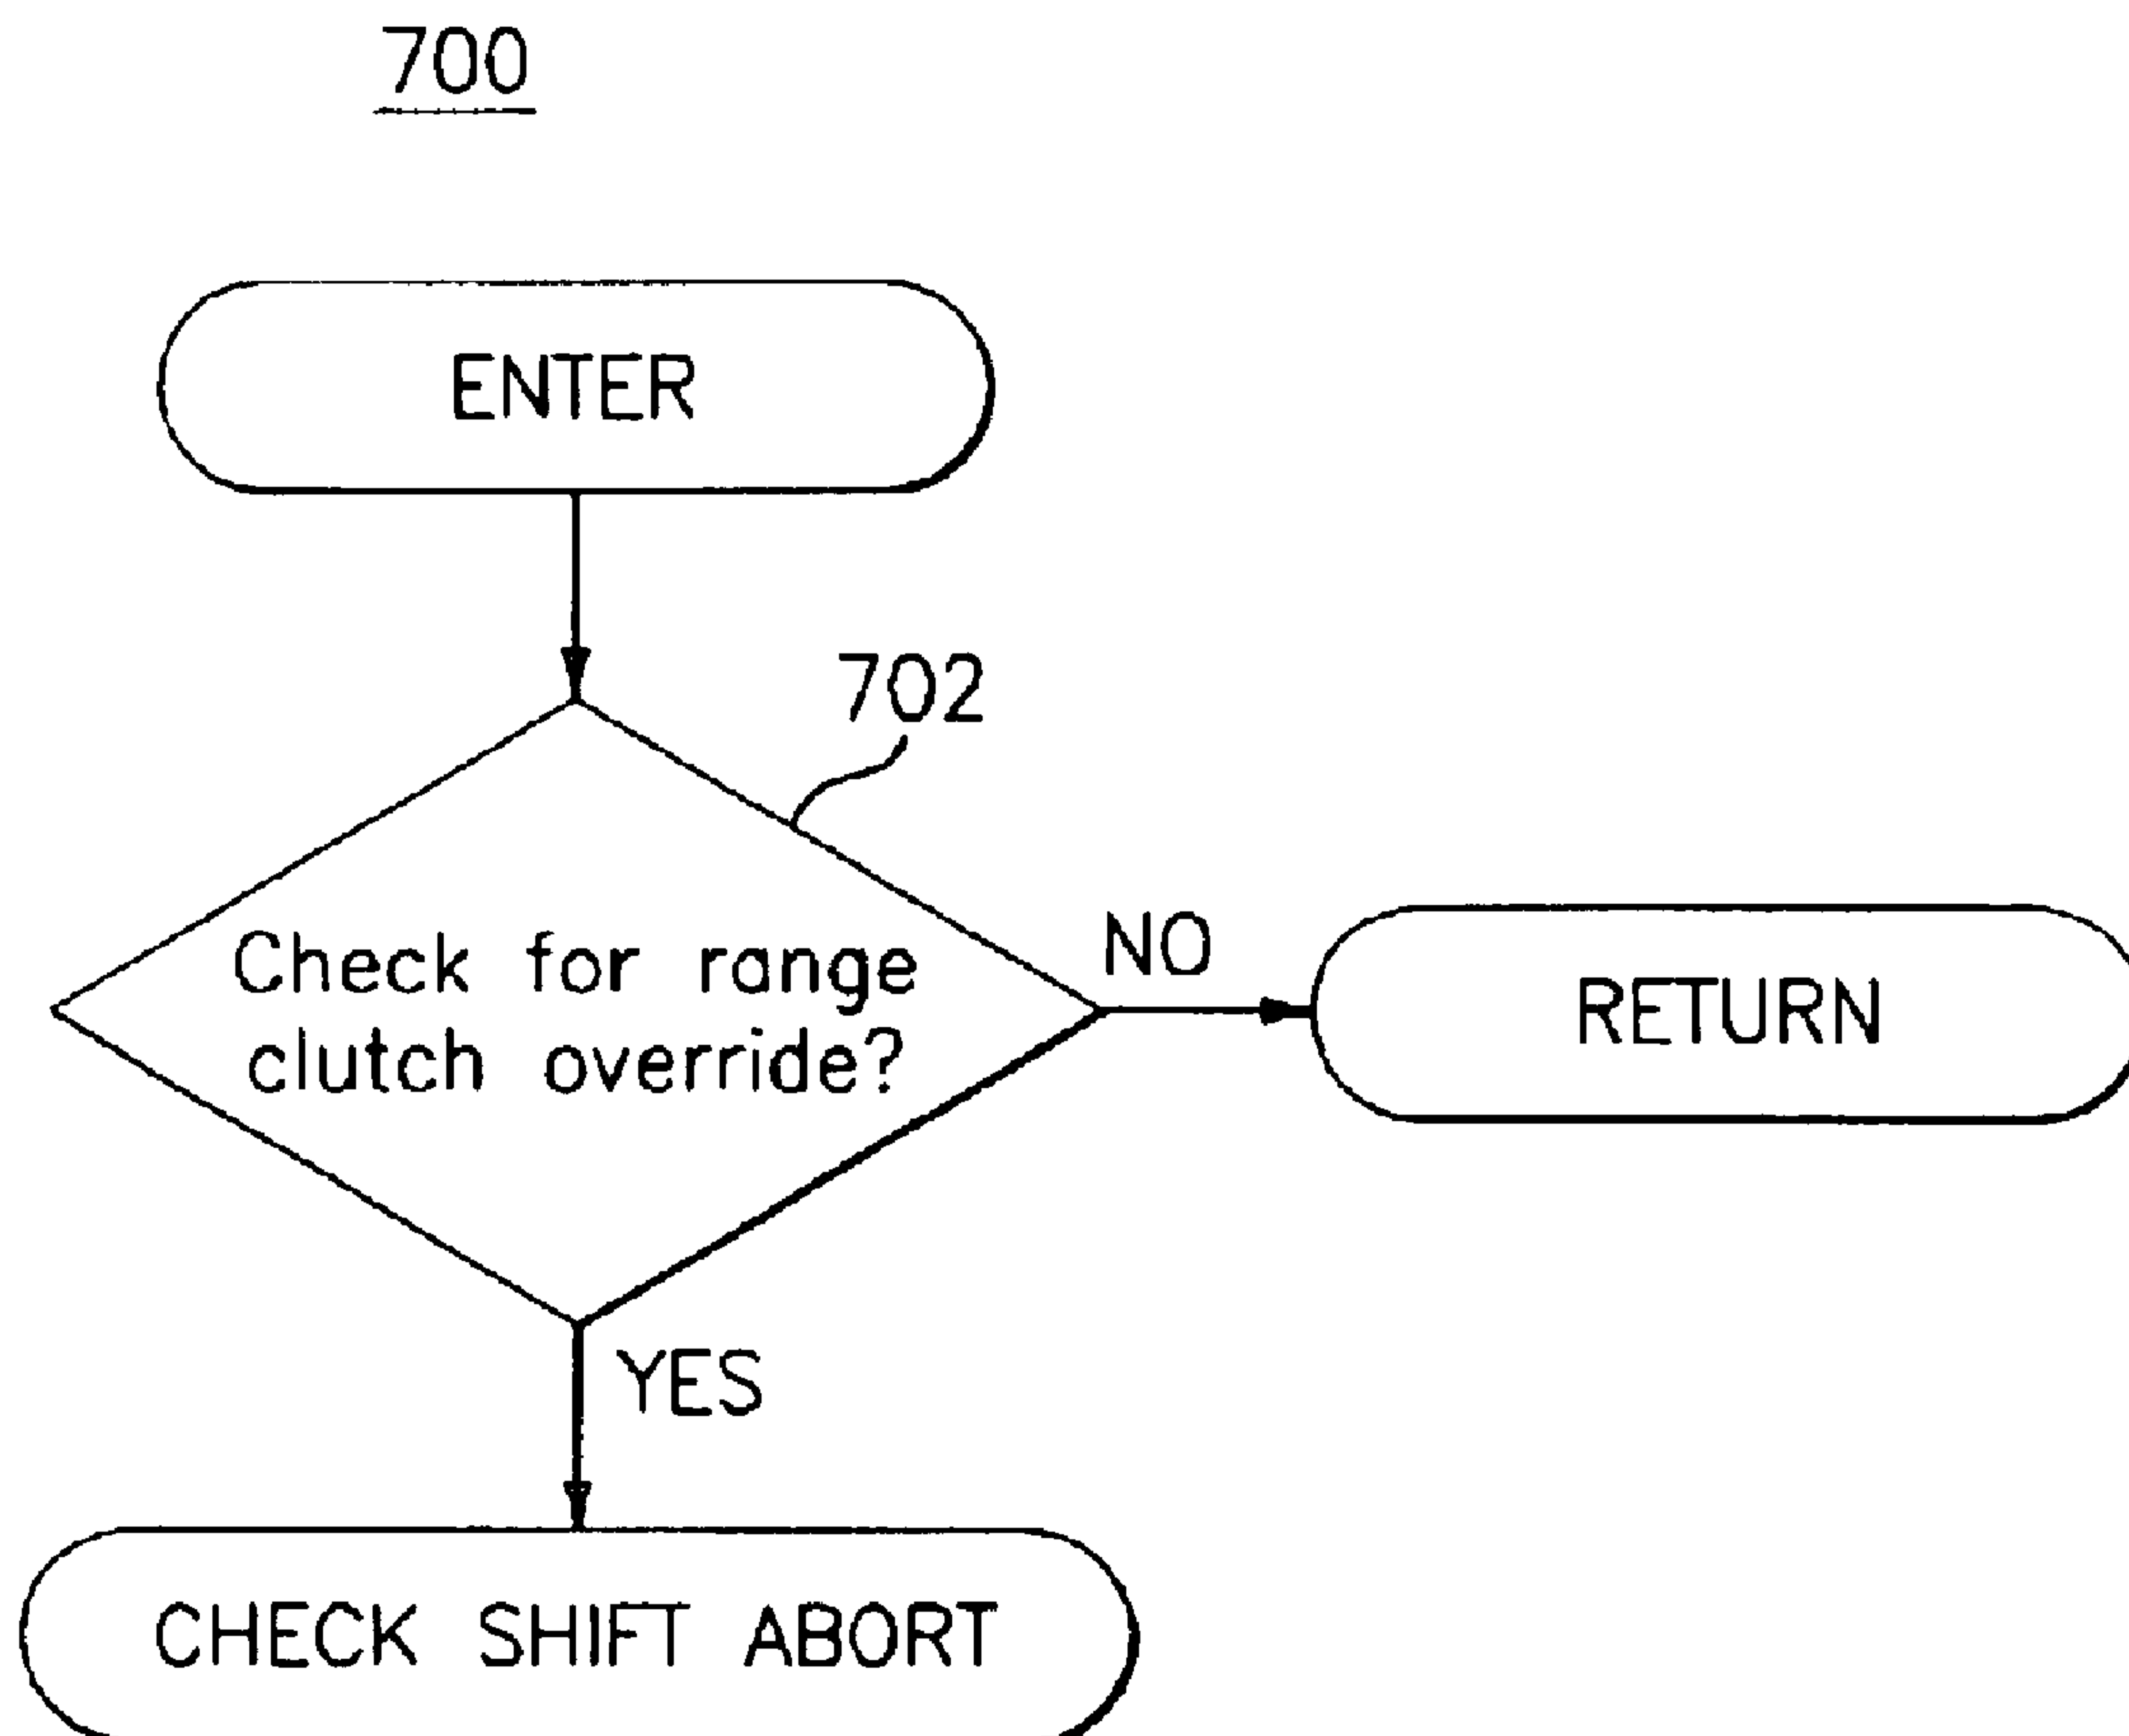 700
ENTER
702
Check for range
clutch override?
NO
RETURN
YES
CHECK SHIFT ABORT